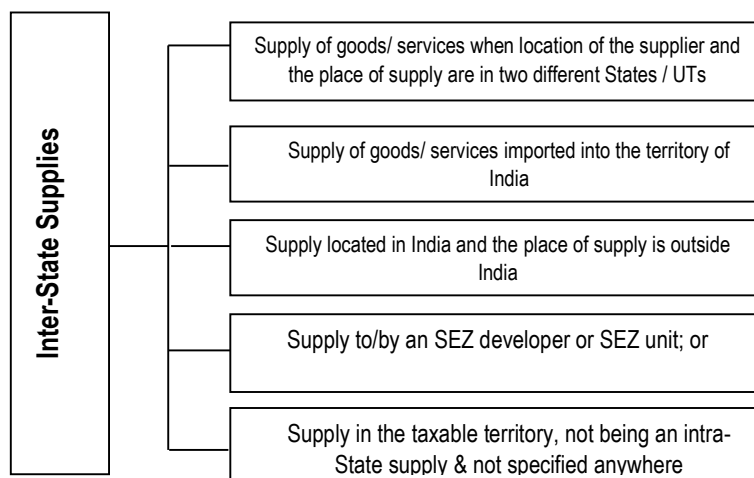 Inter-State Supplies
Supply of goods/ services when location of the supplier and
the place of supply are in two different States / UTs
Supply of goods/ services imported into the territory of
India
Supply located in India and the place of supply is outside
India
Supply to/by an SEZ developer or SEZ unit; or
Supply in the taxable territory, not being an intra-
State supply & not specified anywhere